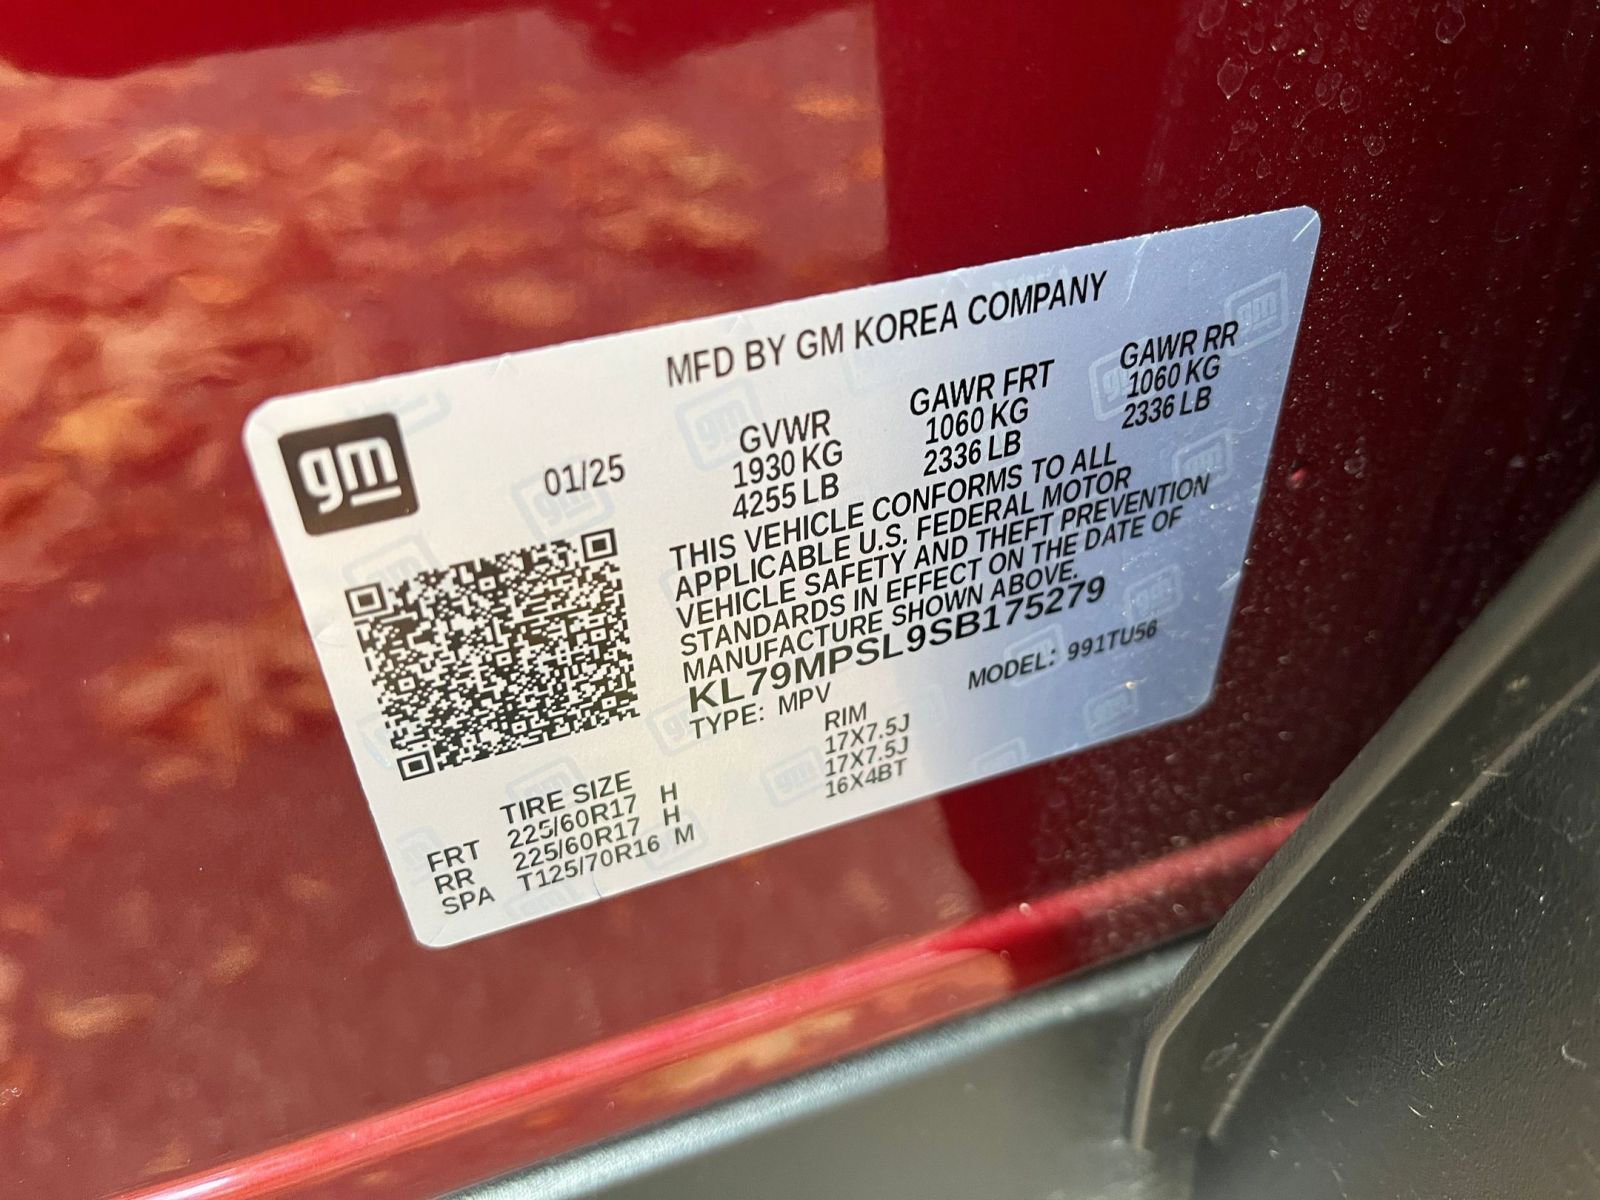 MFD BY GM KOREA COMPANY
gm
01/25
GVWR GAWR FRT GAWR RR
1930 KG 1060 KG 1060 KG
4255 LB 2336 LB 2336 LB
THIS VEHICLE CONFORMS TO ALL
APPLICABLE U.S. FEDERAL MOTOR
VEHICLE SAFETY AND THEFT PREVENTION
STANDARDS IN EFFECT ON THE DATE OF
MANUFACTURE SHOWN ABOVE.
KL79MPSL9SB175279
TYPE: MPV MODEL: 991TU56
TIRE SIZE RIM
FRT 225/60R17 H 17X7.5J
RR 225/60R17 H 17X7.5J
SPA T125/70R16 M 16X4BT